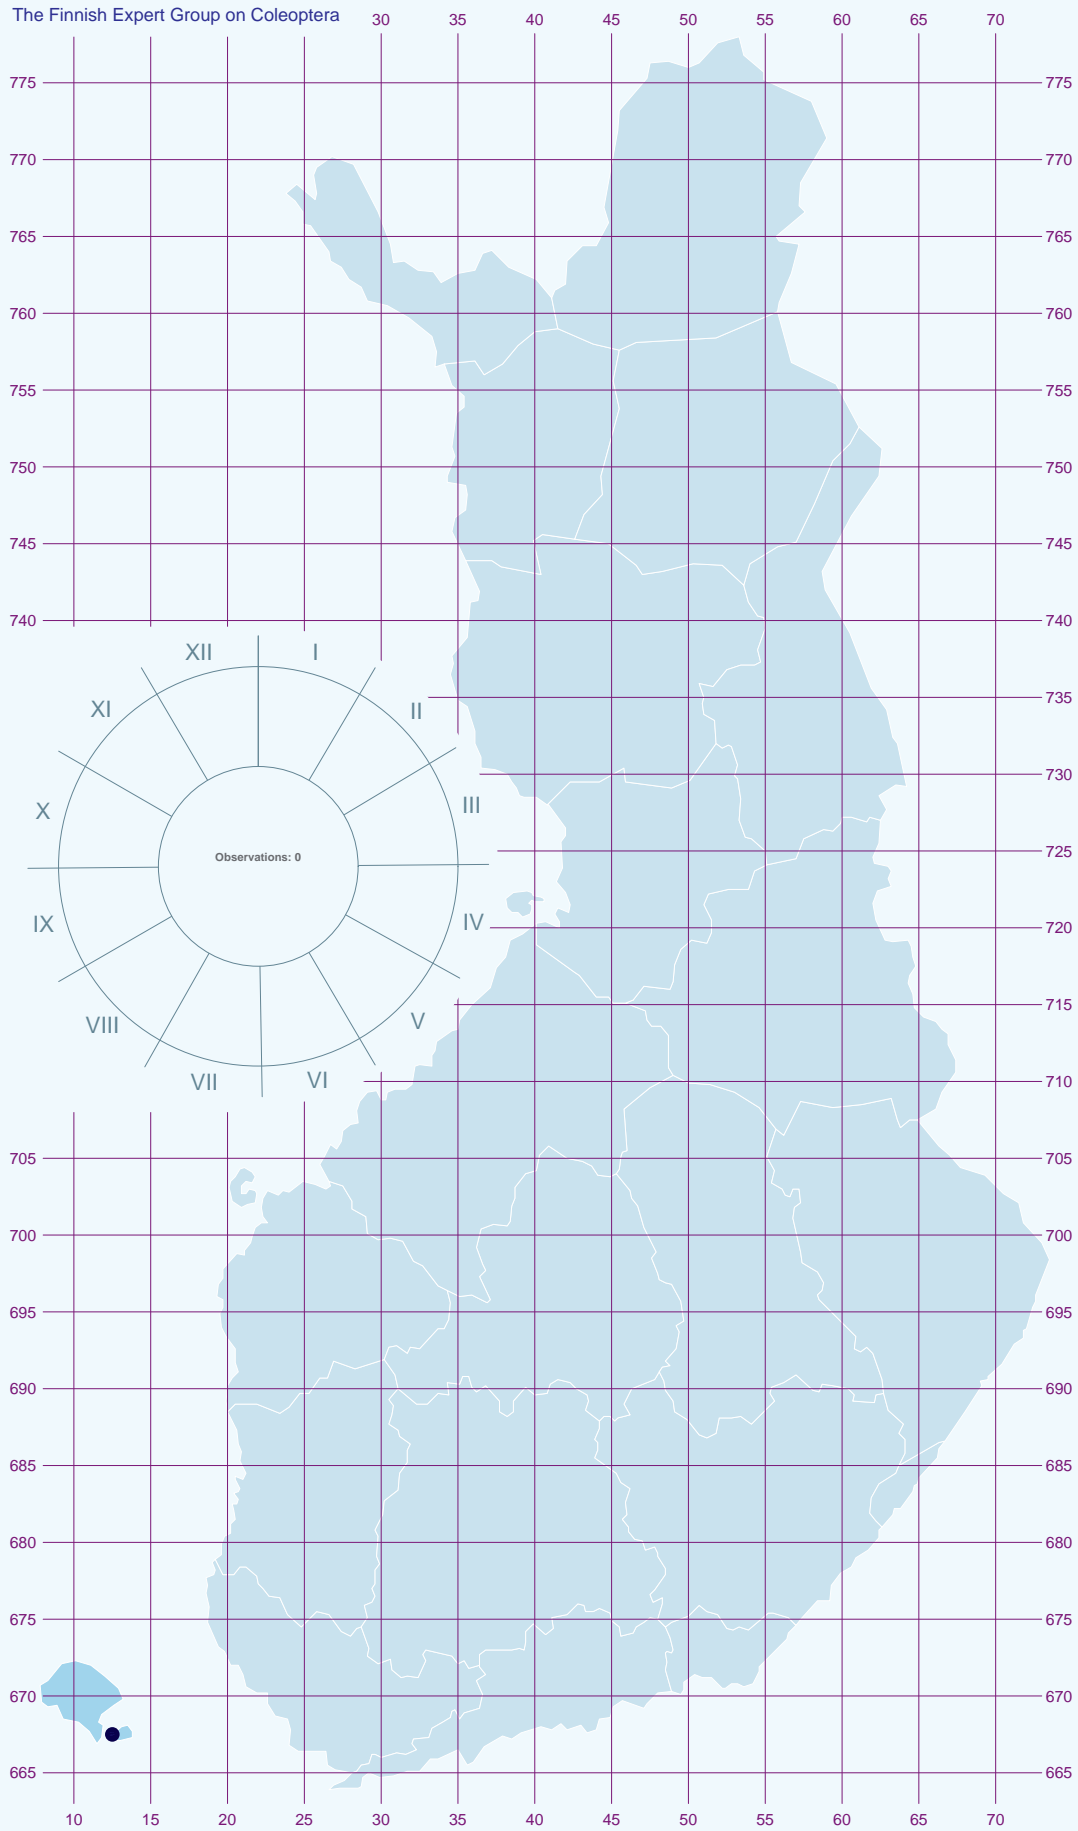 The Finnish Expert Group on Coleoptera
30 35 40 45 50 55 60 65 70
775 775
770 770
765 765
760 760
755 755
750 750
745 745
740 740
XII I
XI II
735
730
X III
Observations: 0
725
IX IV
720
VIII V
715
VII VI
710
705 705
700 700
695 695
690 690
685 685
680 680
675 675
670 670
665 665
10 15 20 25 30 35 40 45 50 55 60 65 70